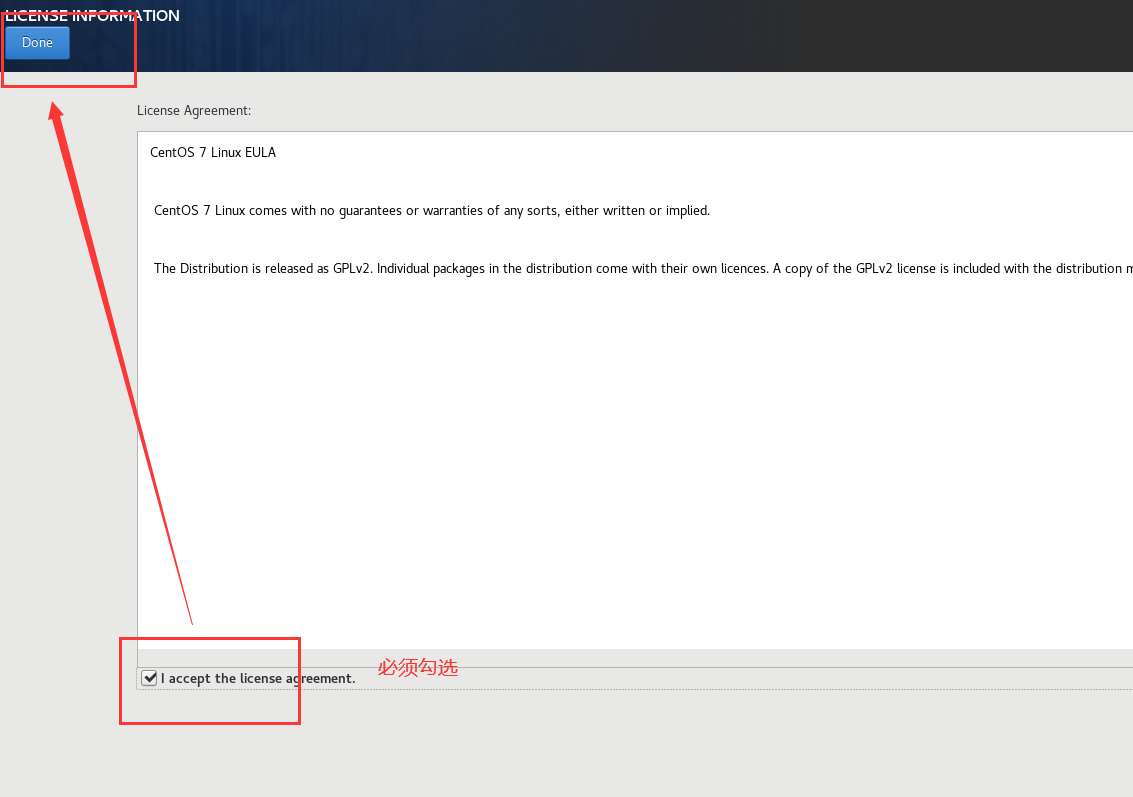 LICENSE INFORMATION
Done
License Agreement:
CentOS 7 Linux EULA
CentOS 7 Linux comes with no guarantees or warranties of any sorts, either written or implied.
The Distribution is released as GPLv2. Individual packages in the distribution come with their own licences. A copy of the GPLv2 license is included with the distribution
必须勾选
I accept the license agreement.